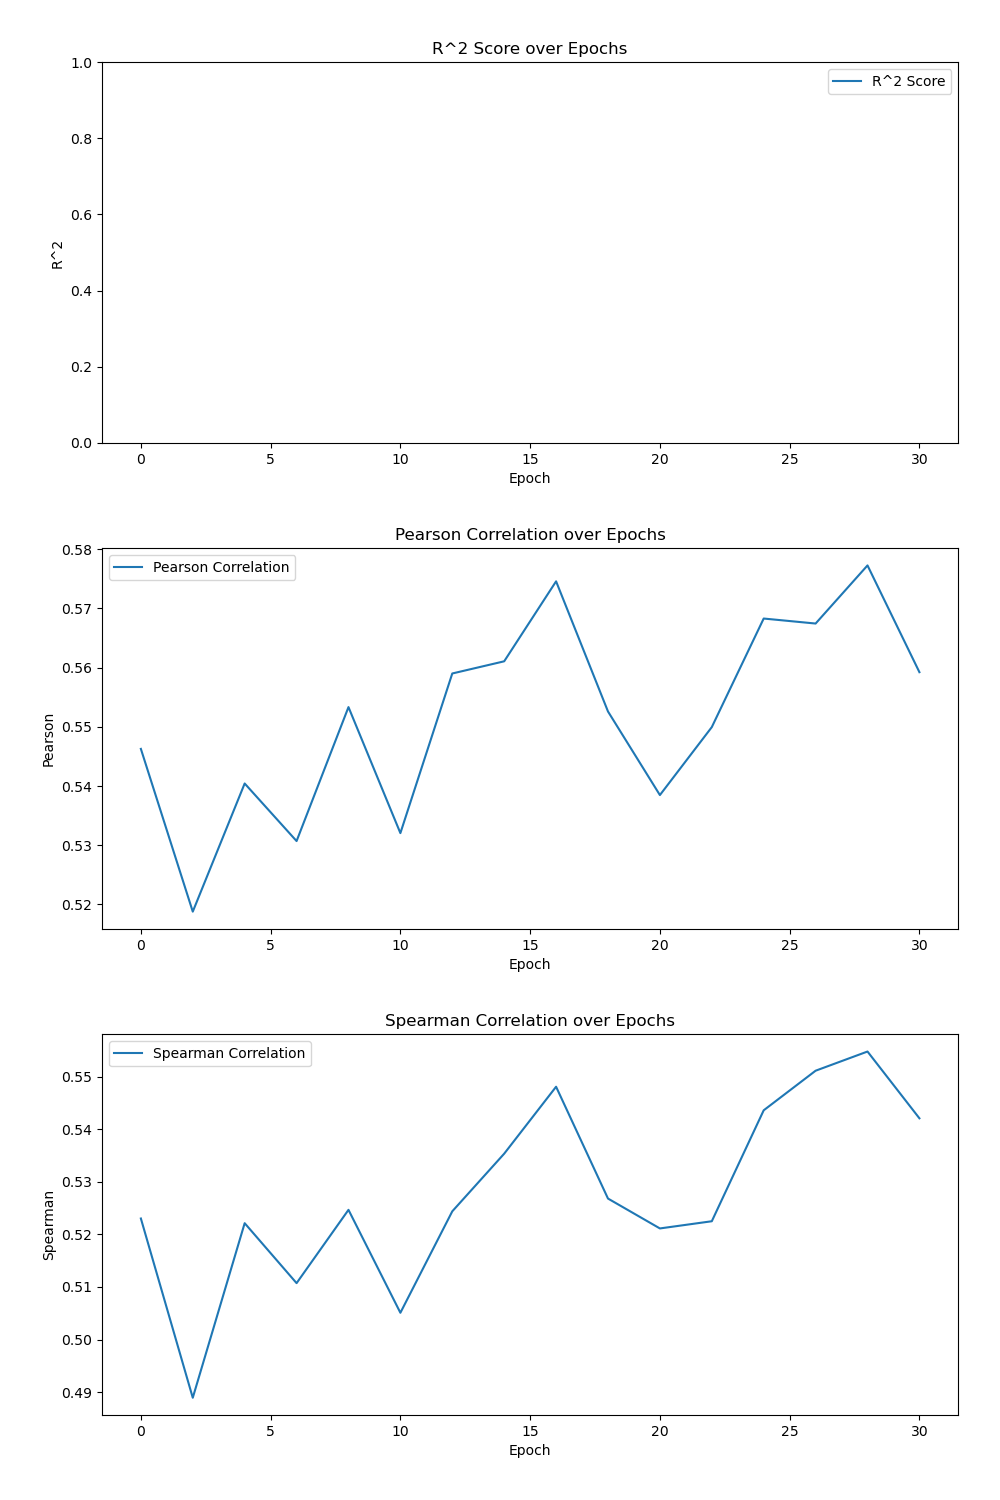 R^2 Score over Epochs
1.0
R^2 Score
0.8
0.6
R^2
0.4
0.2
0.0
0 5 10 15 20 25 30
Epoch
Pearson Correlation over Epochs
0.58
Pearson Correlation
0.57
0.56
0.55
Pearson
0.54
0.53
0.52
0 5 10 15 20 25 30
Epoch
Spearman Correlation over Epochs
Spearman Correlation
0.55
0.54
0.53
Spearman
0.52
0.51
0.50
0.49
0 5 10 15 20 25 30
Epoch